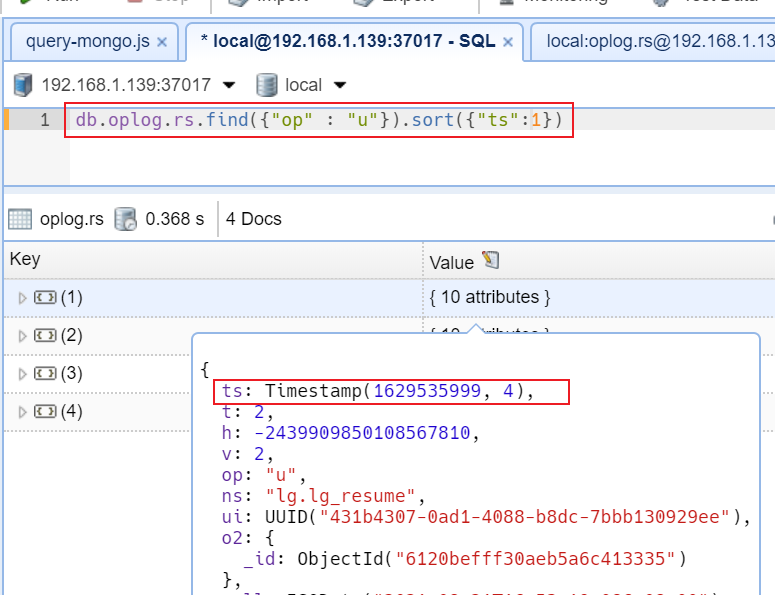 query-mongo.js ×
* local@192.168.1.139:37017 - SQL ×
local:oplog.rs@192.168.1.13
192.168.1.139:37017
local
1
db.oplog.rs.find({"op" : "u"}).sort({"ts":1})
oplog.rs
0.368 s
4 Docs
Key
Value
(1)
{ 10 attributes }
(2)
(3)
(4)
{
ts: Timestamp(1629535999, 4),
t: 2,
h: -2439909850108567810,
v: 2,
op: "u",
ns: "lg.lg_resume",
ui: UUID("431b4307-0ad1-4088-b8dc-7bbb130929ee"),
o2: {
_id: ObjectId("6120befff30aeb5a6c413335")
},